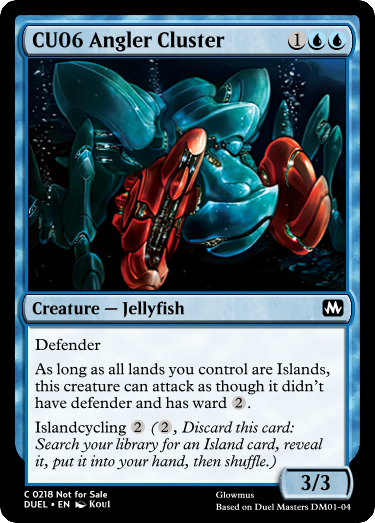 CU06 Angler Cluster 1
Creature — Jellyfish
Defender
As long as all lands you control are Islands,
this creature can attack as though it didn't
have defender and has ward 2.
Islandcycling 2 (2, Discard this card:
Search your library for an Island card, reveal
it, put it into your hand, then shuffle.)
3/3
C 0218 Not for Sale
DUEL • EN Koul
Glowmus
Based on Duel Masters DM01-04